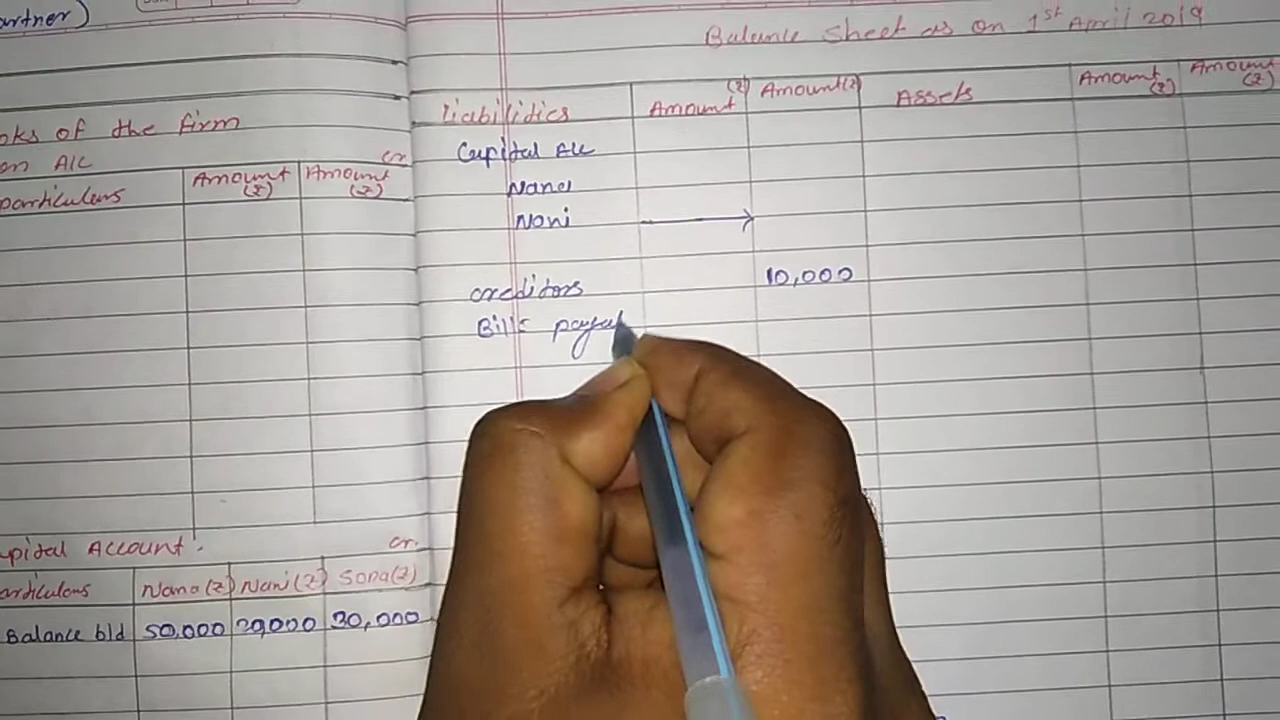 artner)
oks of the firm
on A/C Cr
particulars Amount (₹) Amount (₹)
apital Account. Cr.
articulars Nana (₹) Nani (₹) Sona (₹)
Balance b/d 50,000 20,000 30,000
Balance Sheet as on 1st April 2019
Liabilities Amount (₹) Amount (₹) Assets Amount (₹) Amount (₹)
Capital A/c
Nana
Nani
creditors 10,000
Bills payab